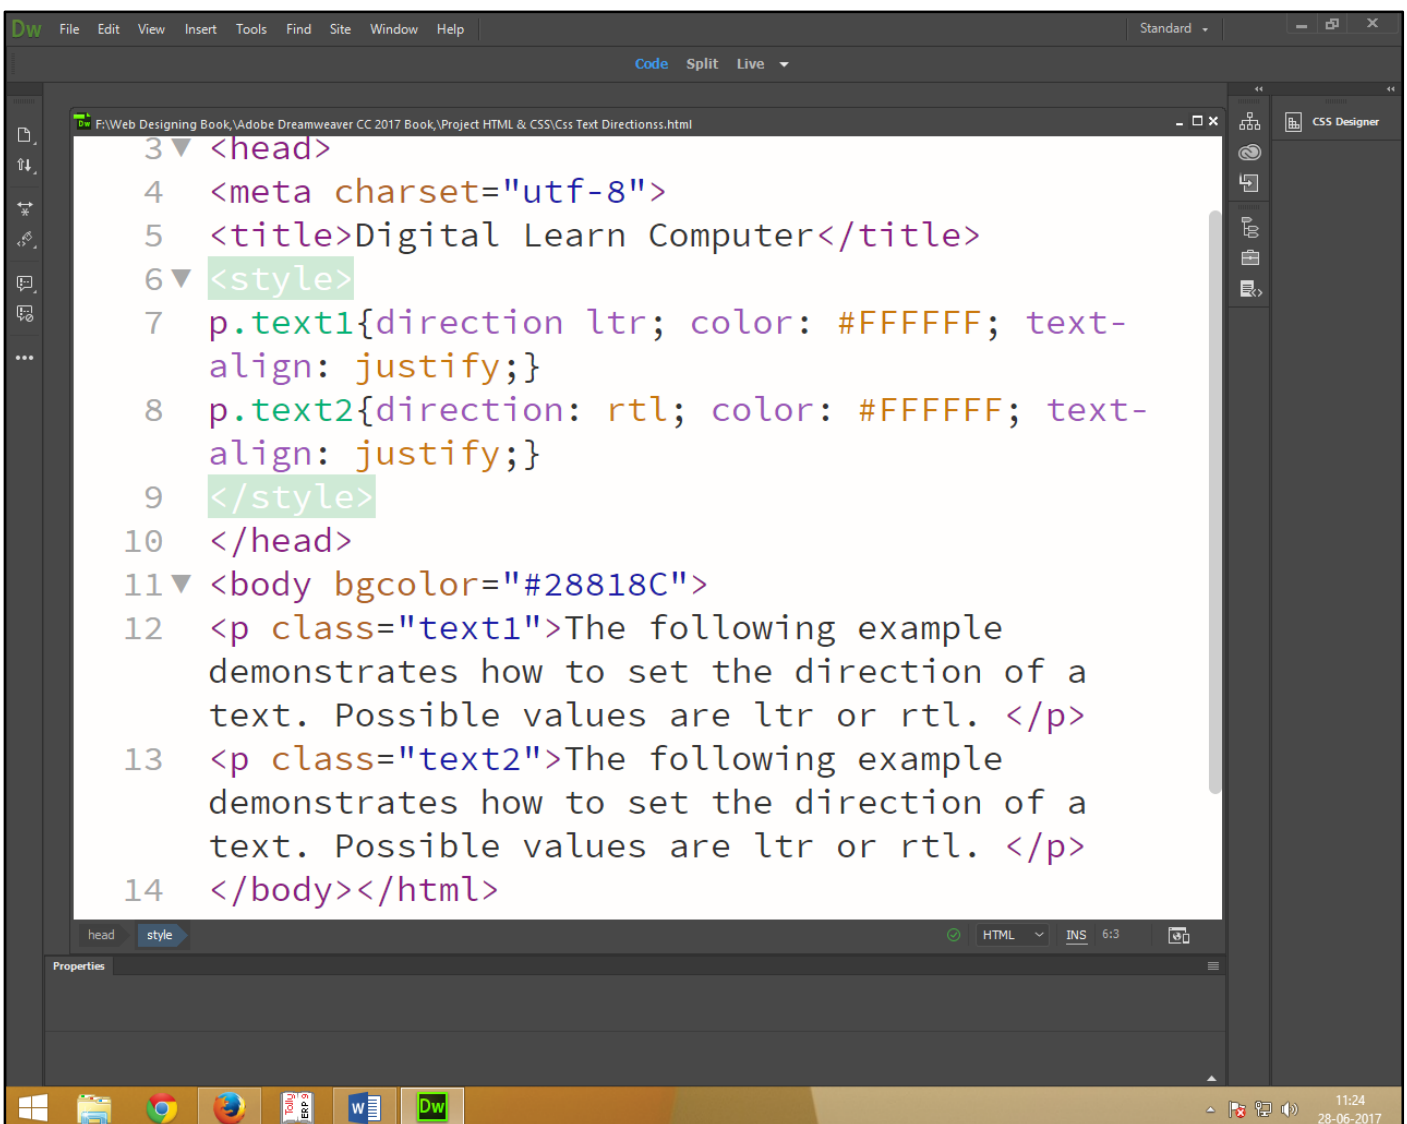 Dw File Edit View Insert Tools Find Site Window Help Standard
Code Split Live
Dw F:\Web Designing Book,\Adobe Dreamweaver CC 2017 Book,\Project HTML & CSS\Css Text Directionss.html
CSS Designer
3 <head>
4 <meta charset="utf-8">
5 <title>Digital Learn Computer</title>
6 <style>
7 p.text1{direction ltr; color: #FFFFFF; text-
align: justify;}
8 p.text2{direction: rtl; color: #FFFFFF; text-
align: justify;}
9 </style>
10 </head>
11 <body bgcolor="#28818C">
12 <p class="text1">The following example
demonstrates how to set the direction of a
text. Possible values are ltr or rtl. </p>
13 <p class="text2">The following example
demonstrates how to set the direction of a
text. Possible values are ltr or rtl. </p>
14 </body></html>
head style HTML INS 6:3
Properties
Tally ERP 9
W
Dw
11:24
28-06-2017